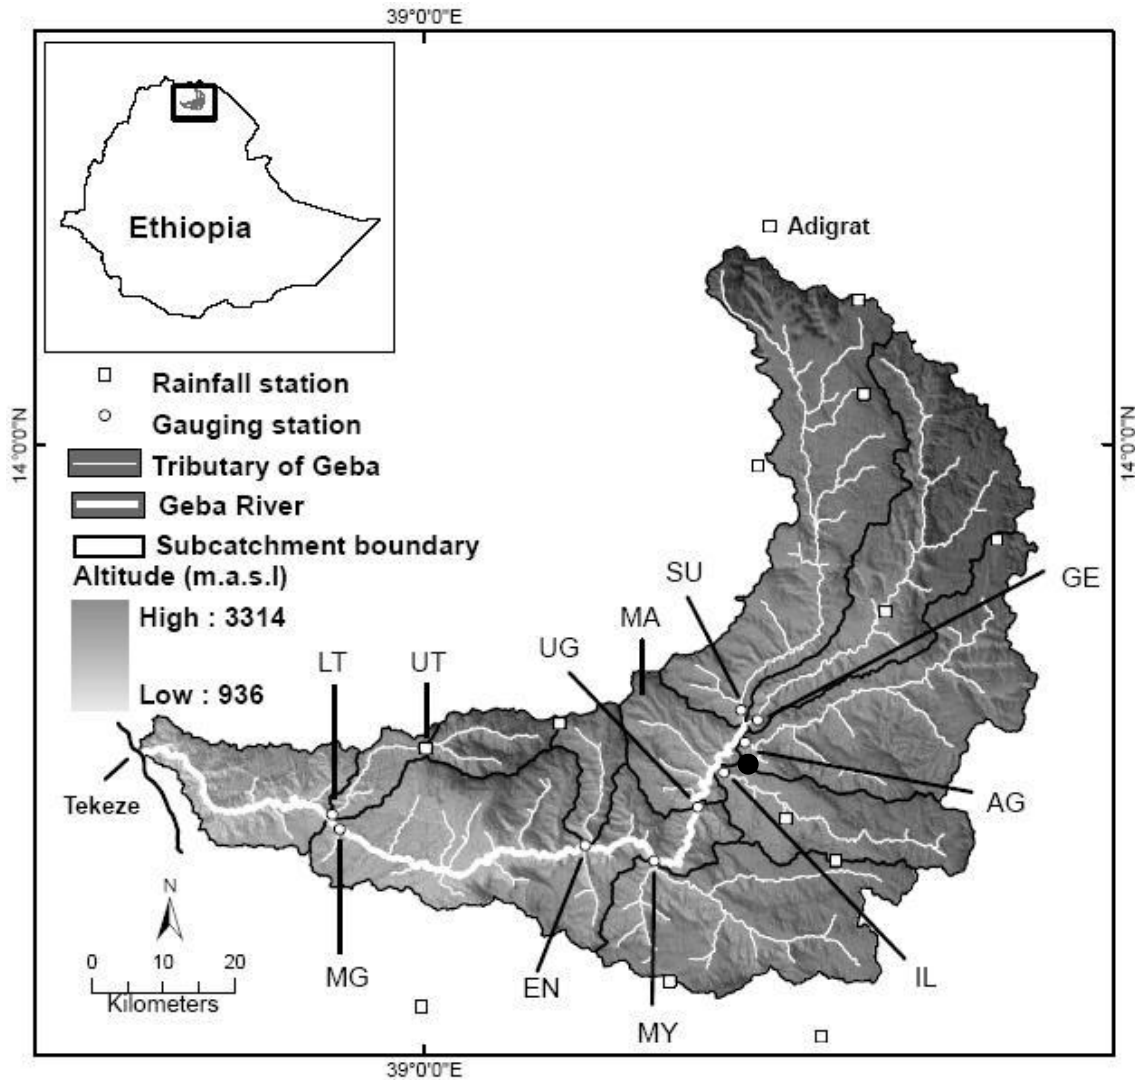 39°0'0"E
Ethiopia
Adigrat
Rainfall station
Gauging station
14°0'0"N
14°0'0"N
Tributary of Geba
Geba River
Subcatchment boundary
Altitude (m.a.s.l)
High : 3314
Low : 936
SU
GE
MA
UG
LT
UT
Tekeze
AG
N
0 10 20
Kilometers
MG
EN
IL
MY
39°0'0"E